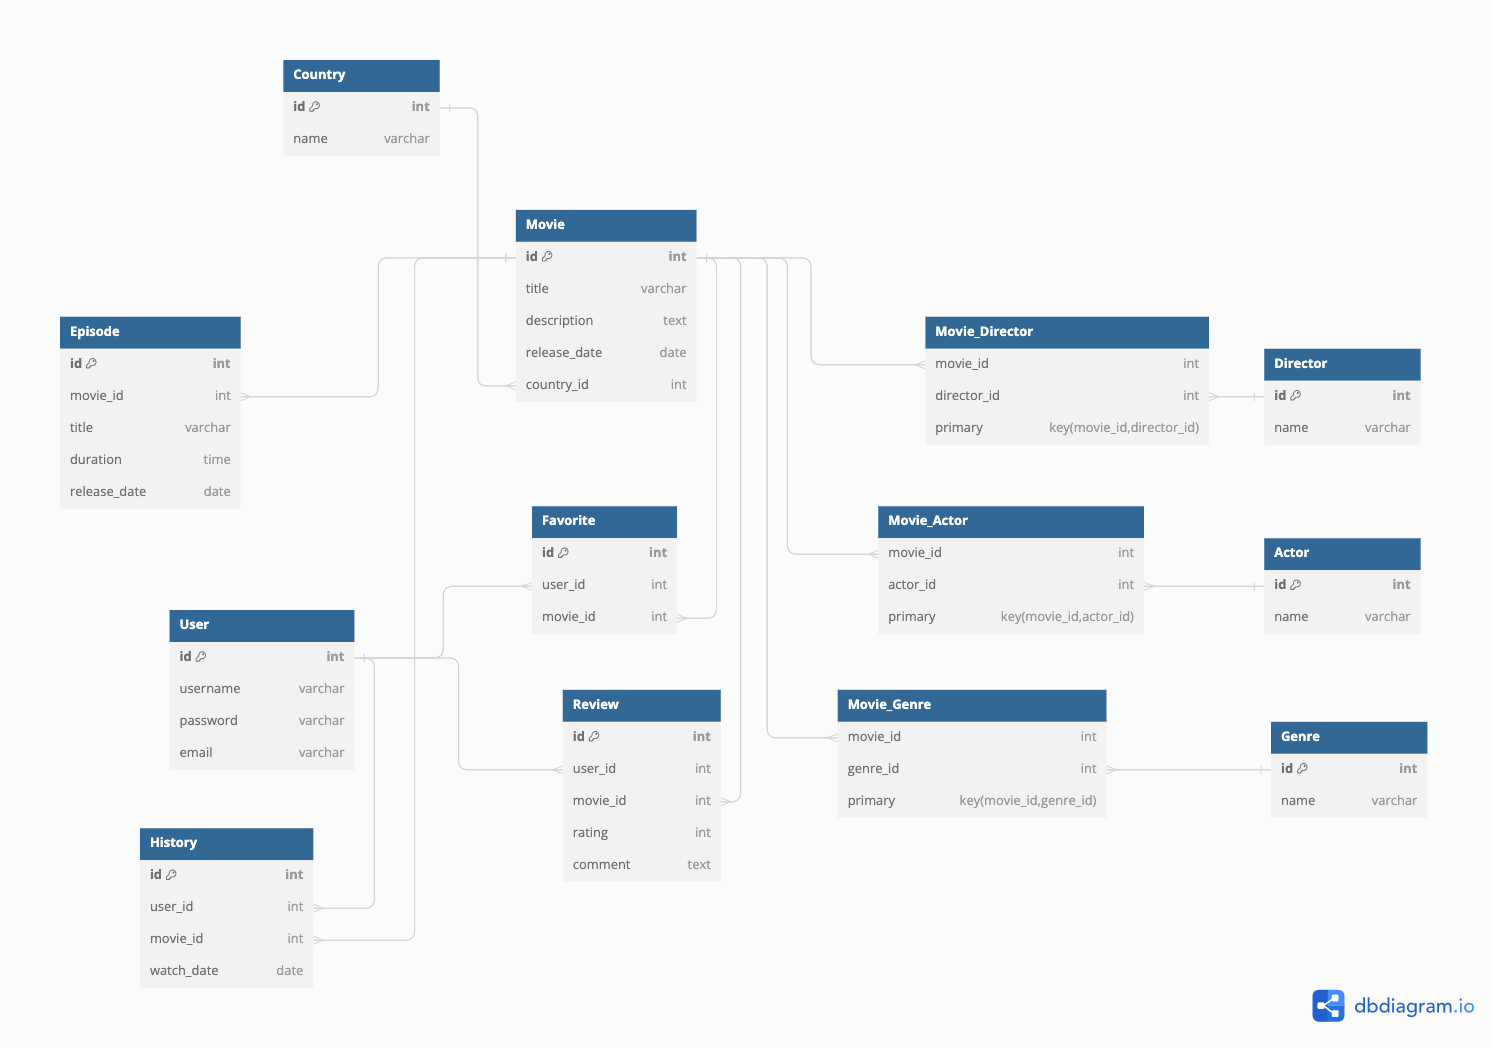 Country
id int
name varchar
Movie
id int
title varchar
description text
release_date date
country_id int
Episode
id int
movie_id int
title varchar
duration time
release_date date
Movie_Director
movie_id int
director_id int
primary key(movie_id,director_id)
Director
id int
name varchar
Favorite
id int
user_id int
movie_id int
Movie_Actor
movie_id int
actor_id int
primary key(movie_id,actor_id)
Actor
id int
name varchar
User
id int
username varchar
password varchar
email varchar
Review
id int
user_id int
movie_id int
rating int
comment text
Movie_Genre
movie_id int
genre_id int
primary key(movie_id,genre_id)
Genre
id int
name varchar
History
id int
user_id int
movie_id int
watch_date date
dbdiagram.io